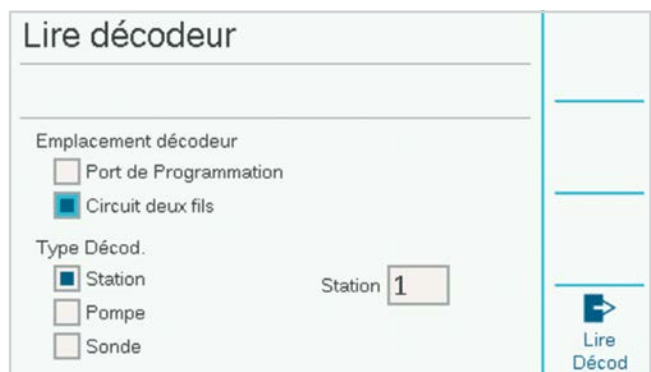 Lire décodeur
Emplacement décodeur
Port de Programmation
Circuit deux fils
Type Décod.
Station
Station 1
Pompe
Sonde
Lire
Décod